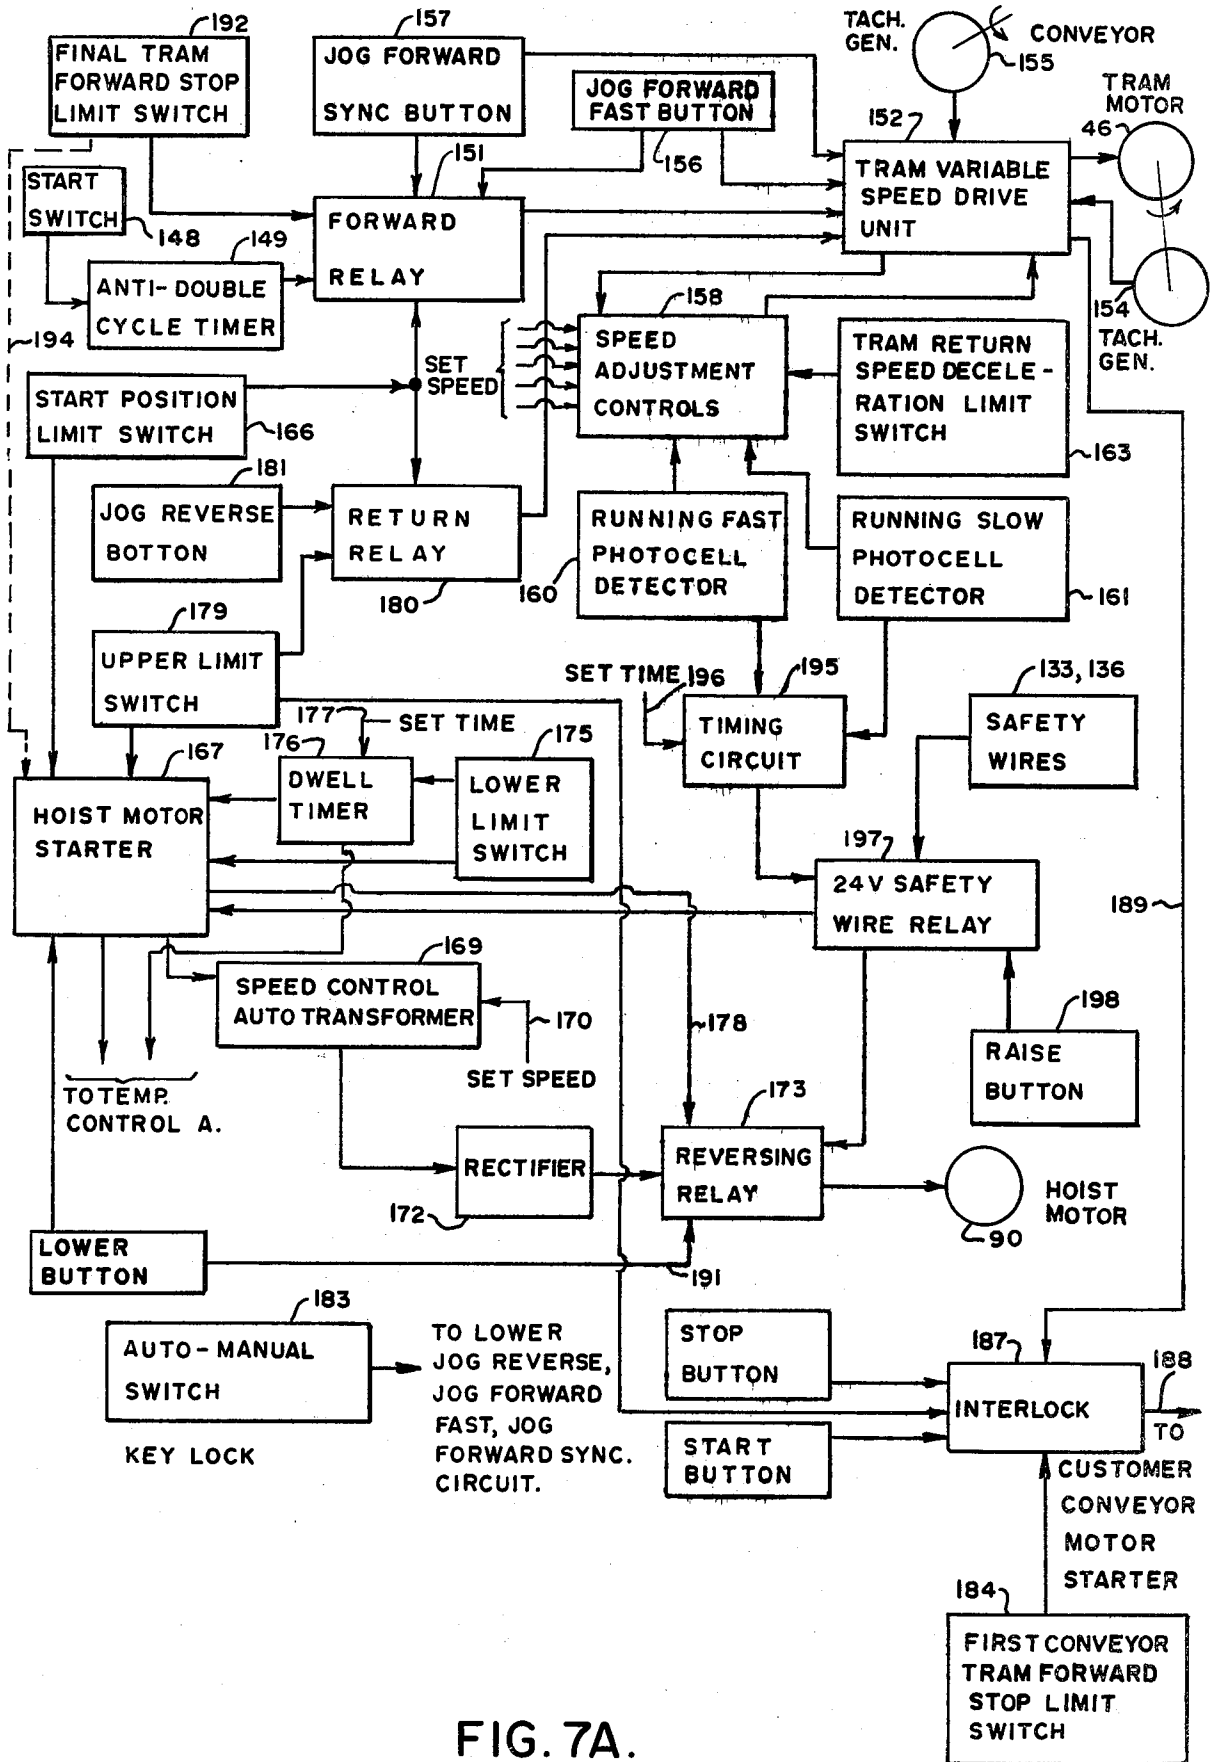 192
FINAL TRAM
FORWARD STOP
LIMIT SWITCH
157
JOG FORWARD
SYNC BUTTON
JOG FORWARD
FAST BUTTON
156
TACH.
GEN.
CONVEYOR
155
TRAM
MOTOR
46
152
TRAM VARIABLE
SPEED DRIVE
UNIT
154
TACH.
GEN.
START
SWITCH
148
149
ANTI-DOUBLE
CYCLE TIMER
151
FORWARD
RELAY
194
SET
SPEED
158
SPEED
ADJUSTMENT
CONTROLS
TRAM RETURN
SPEED DECELE-
RATION LIMIT
SWITCH
163
START POSITION
LIMIT SWITCH
166
181
JOG REVERSE
BOTTON
RETURN
RELAY
180
RUNNING FAST
PHOTOCELL
DETECTOR
160
RUNNING SLOW
PHOTOCELL
DETECTOR
161
179
UPPER LIMIT
SWITCH
SET TIME
196
195
TIMING
CIRCUIT
133, 136
SAFETY
WIRES
177
SET TIME
176
DWELL
TIMER
175
LOWER
LIMIT
SWITCH
167
HOIST MOTOR
STARTER
197
24V SAFETY
WIRE RELAY
189
169
SPEED CONTROL
AUTO TRANSFORMER
170
SET SPEED
178
198
RAISE
BUTTON
TO TEMP.
CONTROL A.
RECTIFIER
172
173
REVERSING
RELAY
HOIST
MOTOR
90
LOWER
BUTTON
191
183
AUTO-MANUAL
SWITCH
KEY LOCK
TO LOWER
JOG REVERSE,
JOG FORWARD
FAST, JOG
FORWARD SYNC.
CIRCUIT.
STOP
BUTTON
START
BUTTON
187
INTERLOCK
188
TO
CUSTOMER
CONVEYOR
MOTOR
STARTER
184
FIRST CONVEYOR
TRAM FORWARD
STOP LIMIT
SWITCH
FIG. 7A.